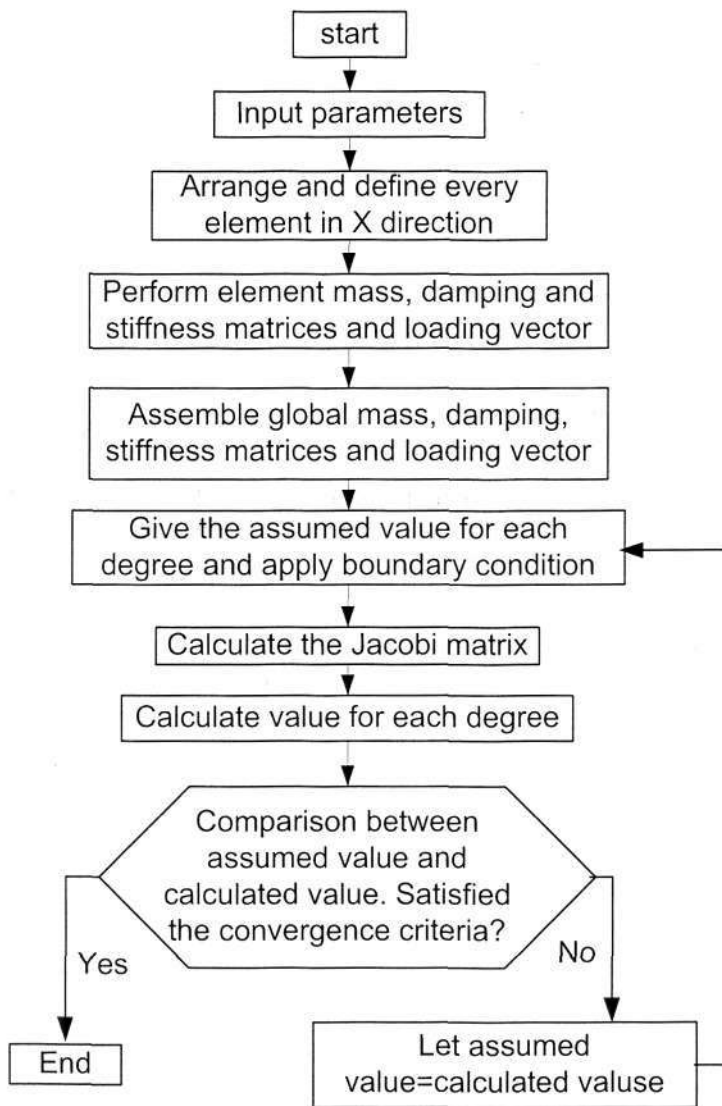 start
Input parameters
Arrange and define every
element in X direction
Perform element mass, damping and
stiffness matrices and loading vector
Assemble global mass, damping,
stiffness matrices and loading vector
Give the assumed value for each
degree and apply boundary condition
Calculate the Jacobi matrix
Calculate value for each degree
Comparison between
assumed value and
calculated value. Satisfied
the convergence criteria?
Yes
No
End
Let assumed
value=calculated valuse